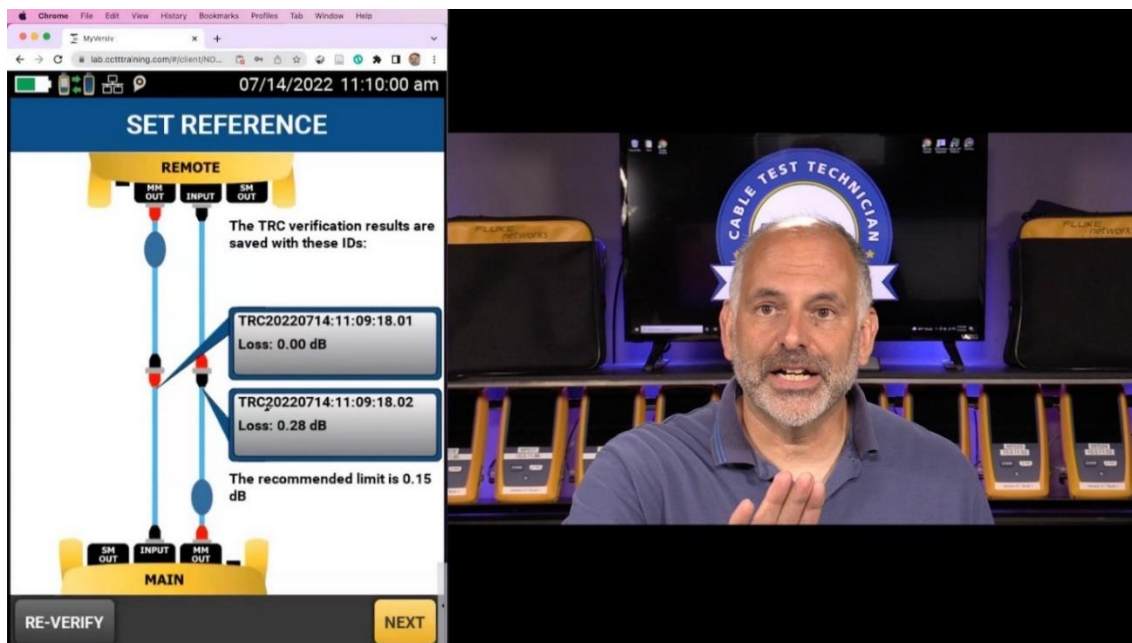 Chrome File Edit View History Bookmarks Profiles Tab Window Help
MyVersiv
lab.cctttraining.com/#/client/ND...
07/14/2022 11:10:00 am
SET REFERENCE
REMOTE
MM OUT INPUT SM OUT
The TRC verification results are
saved with these IDs:
TRC20220714:11:09:18.01
Loss: 0.00 dB
TRC20220714:11:09:18.02
Loss: 0.28 dB
The recommended limit is 0.15
dB
SM OUT INPUT MM OUT
MAIN
RE-VERIFY NEXT
CABLE TEST TECHNICIAN
FLUKE
networks
FLUKE
networks